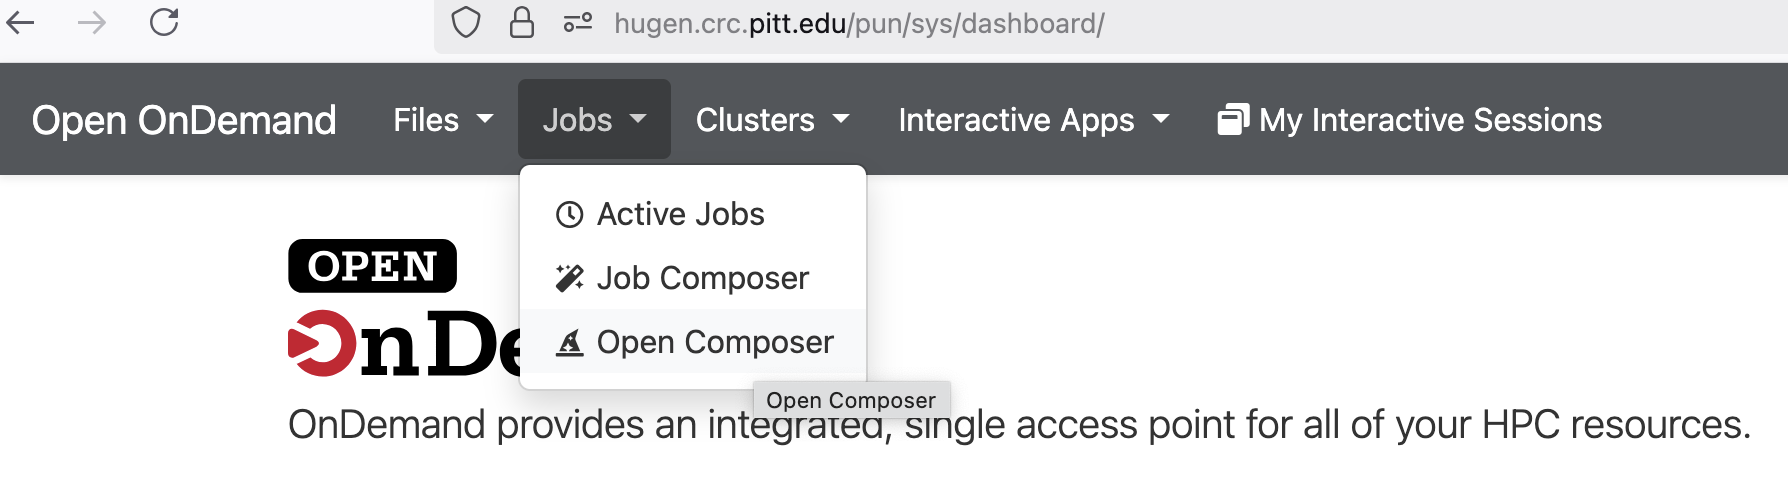 hugen.crc.pitt.edu/pun/sys/dashboard/
Open OnDemand Files Jobs Clusters Interactive Apps My Interactive Sessions
Active Jobs
Job Composer
Open Composer
Open Composer
OPEN
OnDe
OnDemand provides an integrated, single access point for all of your HPC resources.